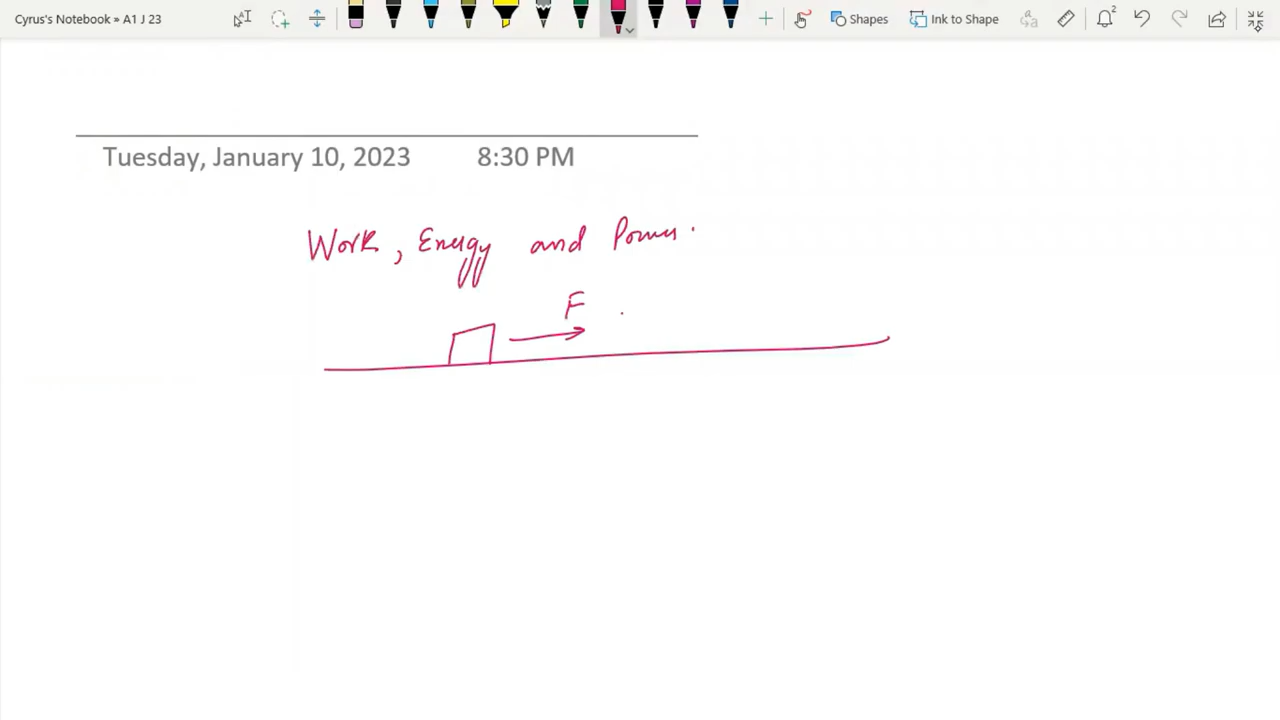 Cyrus's Notebook » A1 J 23
Shapes
Ink to Shape
2
Tuesday, January 10, 2023 8:30 PM
Work, Energy and Power.
F